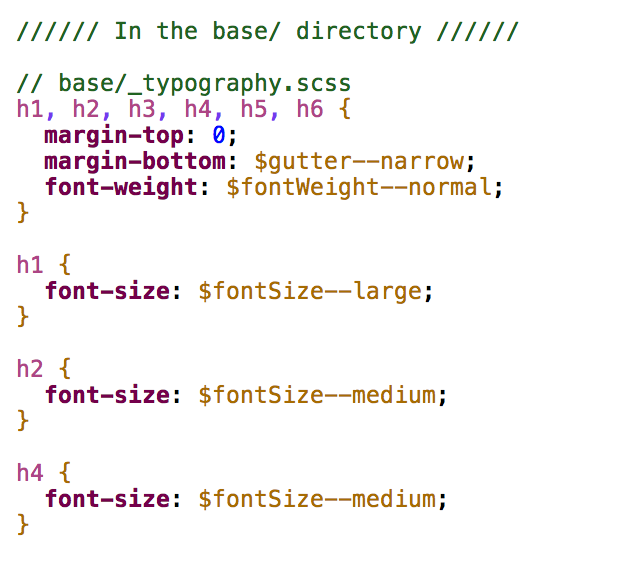 ////// In the base/ directory //////
// base/_typography.scss
h1, h2, h3, h4, h5, h6 {
  margin-top: 0;
  margin-bottom: $gutter--narrow;
  font-weight: $fontWeight--normal;
}
h1 {
  font-size: $fontSize--large;
}
h2 {
  font-size: $fontSize--medium;
}
h4 {
  font-size: $fontSize--medium;
}